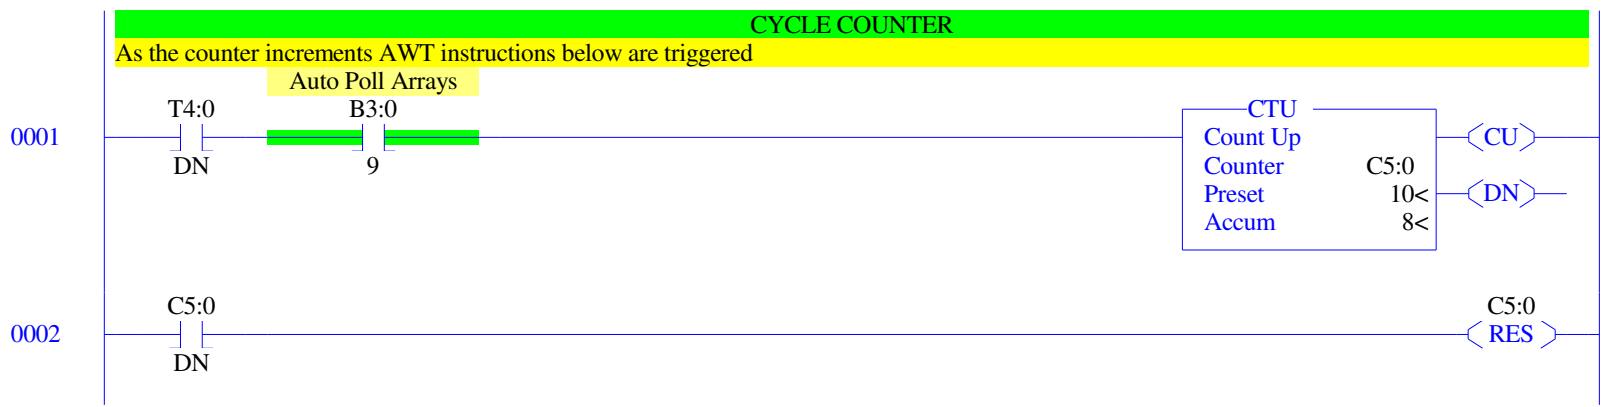 CYCLE COUNTER
As the counter increments AWT instructions below are triggered
Auto Poll Arrays
T4:0 B3:0 CTU
0001 Count Up CU
DN 9 Counter C5:0
Preset 10< DN
Accum 8<
C5:0 C5:0
0002 RES
DN